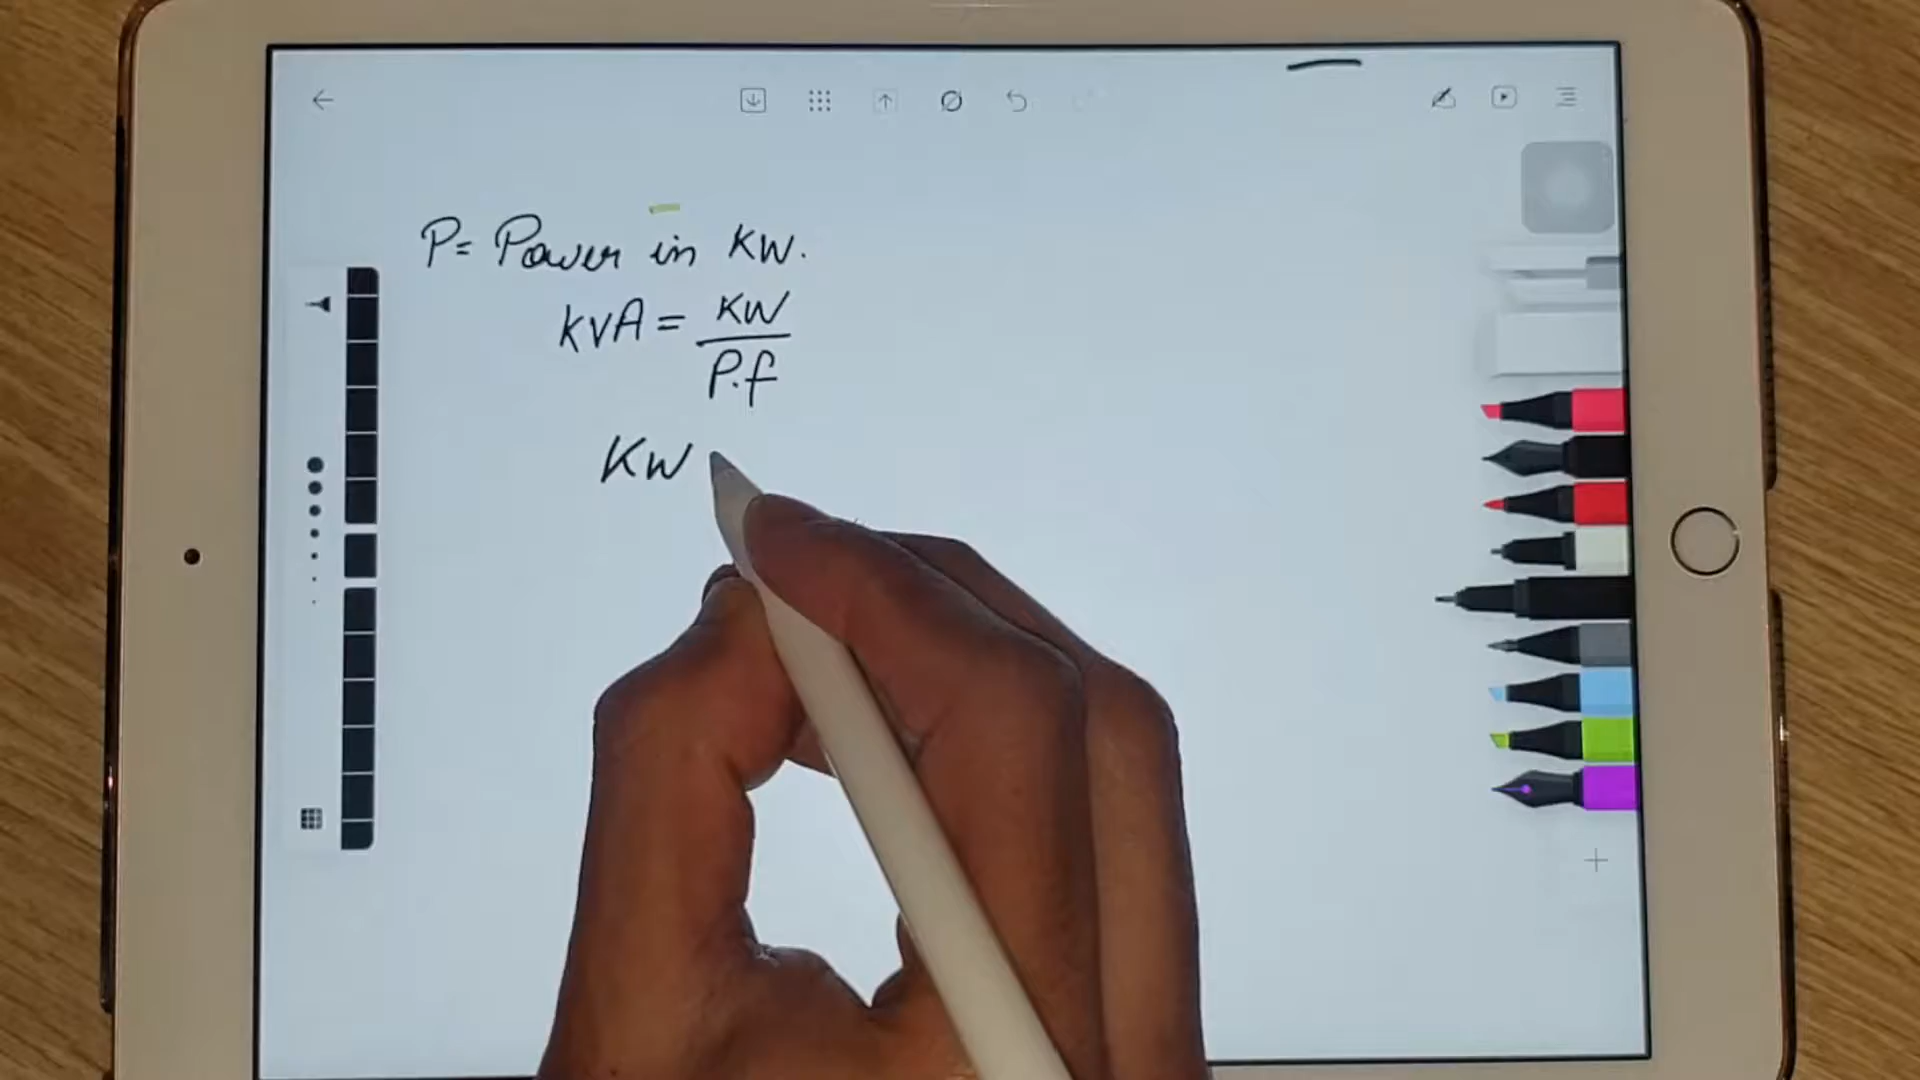 P= Power in KW.
KVA = KW
P.f
KW